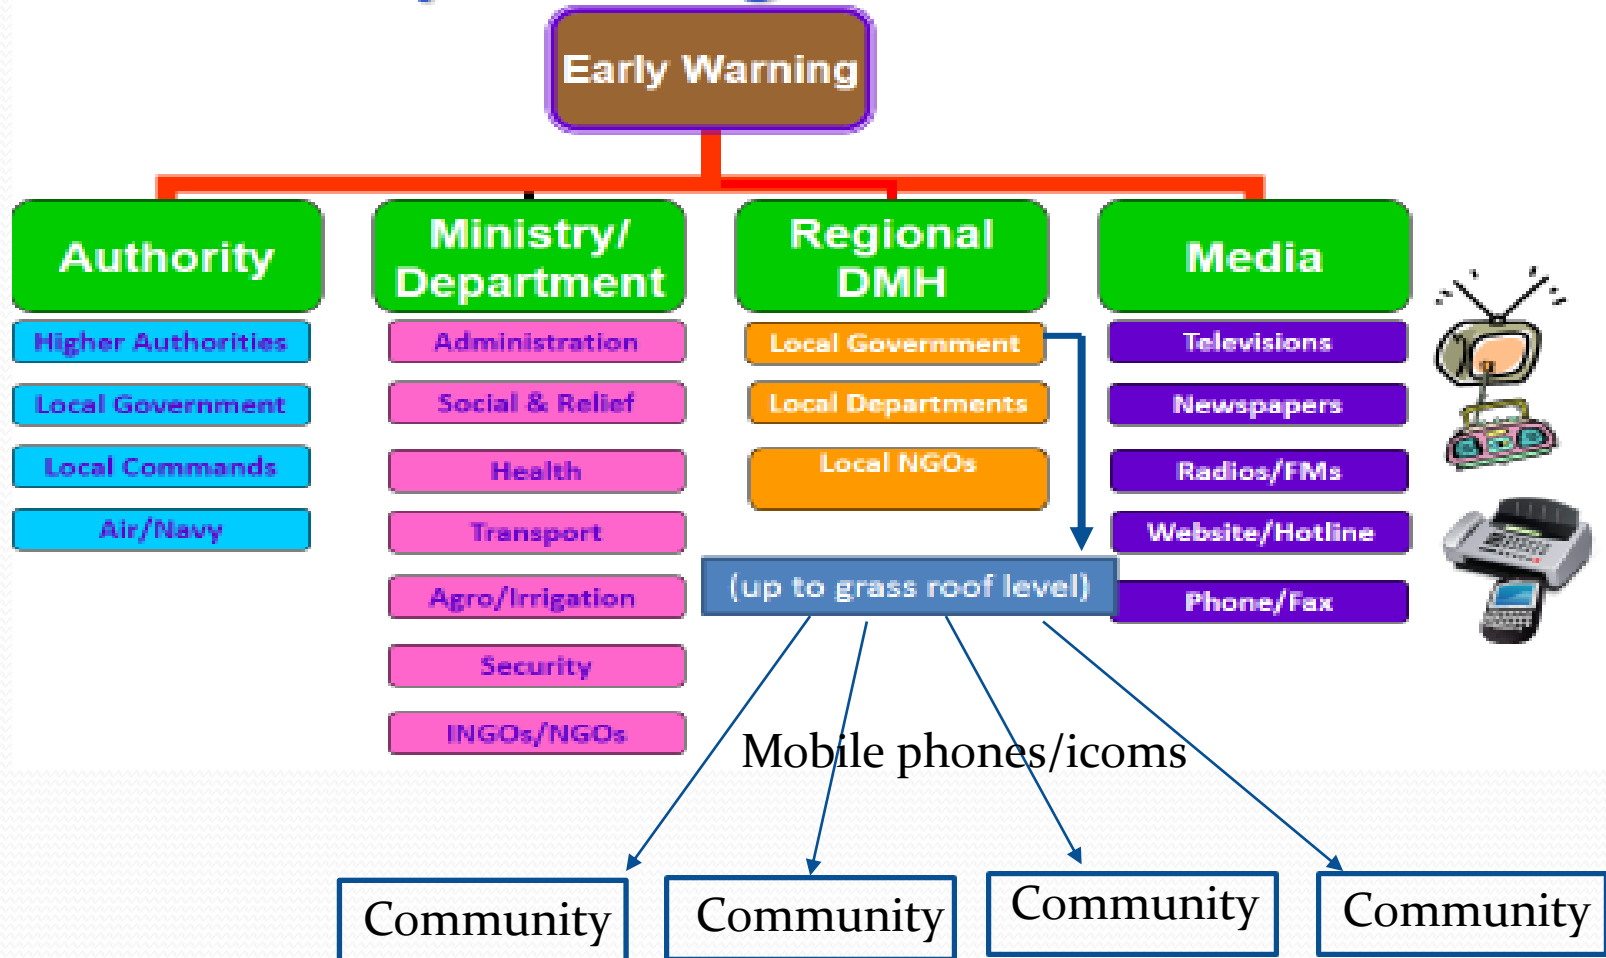 Early Warning
Authority
Ministry/
Department
Regional
DMH
Media
Higher Authorities
Local Government
Local Commands
Air/Navy
Administration
Social & Relief
Health
Transport
Agro/Irrigation
Security
INGOs/NGOs
Local Government
Local Departments
Local NGOs
(up to grass roof level)
Televisions
Newspapers
Radios/FMs
Website/Hotline
Phone/Fax
Mobile phones/icoms
Community
Community
Community
Community